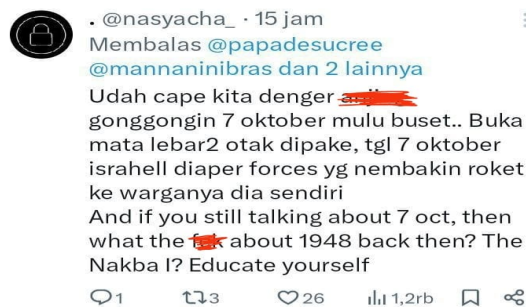 . @nasyacha_ · 15 jam
Membalas @papadesucree
@mannaninibras dan 2 lainnya
Udah cape kita denger
gonggongin 7 oktober mulu buset.. Buka
mata lebar2 otak dipake, tgl 7 oktober
israhell diaper forces yg nembakin roket
ke warganya dia sendiri
And if you still talking about 7 oct, then
what the about 1948 back then? The
Nakba I? Educate yourself
1 3 26 1,2rb